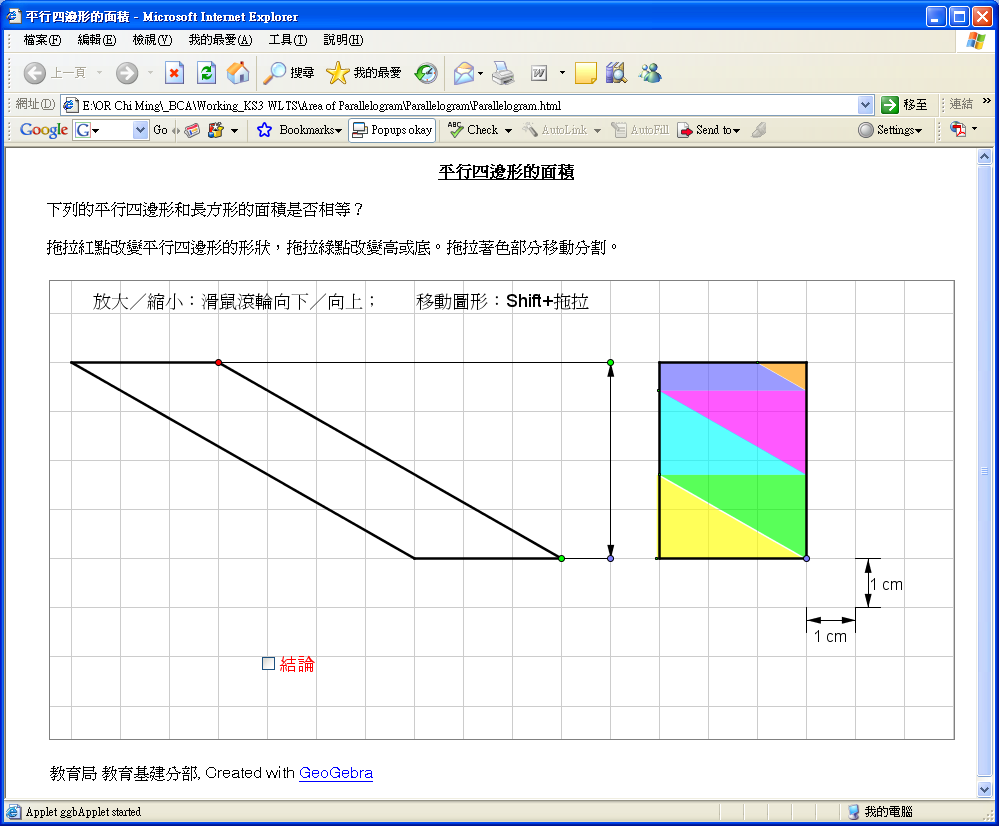 平行四邊形的面積 - Microsoft Internet Explorer
檔案(F) 編輯(E) 檢視(V) 我的最愛(A) 工具(T) 說明(H)
上一頁 搜尋 我的最愛
網址(D) E:\OR Chi Ming\_BCA\Working_KS3 WLTS\Area of Parallelogram\Parallelogram\Parallelogram.html 移至 連結 »
Google G Go Bookmarks Popups okay ABC Check AutoLink AutoFill Send to Settings
平行四邊形的面積
下列的平行四邊形和長方形的面積是否相等？
拖拉紅點改變平行四邊形的形狀，拖拉綠點改變高或底。拖拉著色部分移動分割。
放大／縮小：滑鼠滾輪向下／向上； 移動圖形：Shift+拖拉
1 cm
1 cm
結論
教育局 教育基建分部, Created with GeoGebra
Applet ggbApplet started 我的電腦